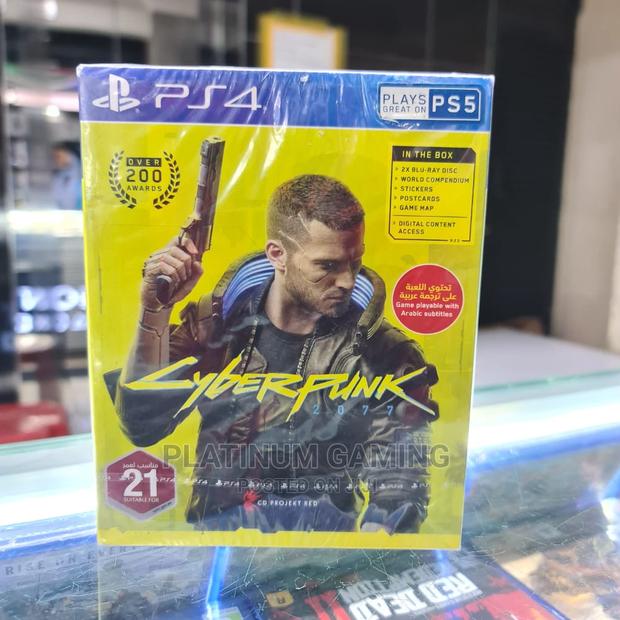 PS4
PLAYS
GREAT ON
PS5
OVER
200
AWARDS
IN THE BOX
2X BLU-RAY DISC
WORLD COMPENDIUM
STICKERS
POSTCARDS
GAME MAP
DIGITAL CONTENT
ACCESS
تحتوي اللعبة
على ترجمة عربية
Game playable with
Arabic subtitles
Cyberpunk
2077
PLATINUM GAMING
مناسب لعمر
21
SUITABLE FOR
CD PROJEKT RED
RED DEAD